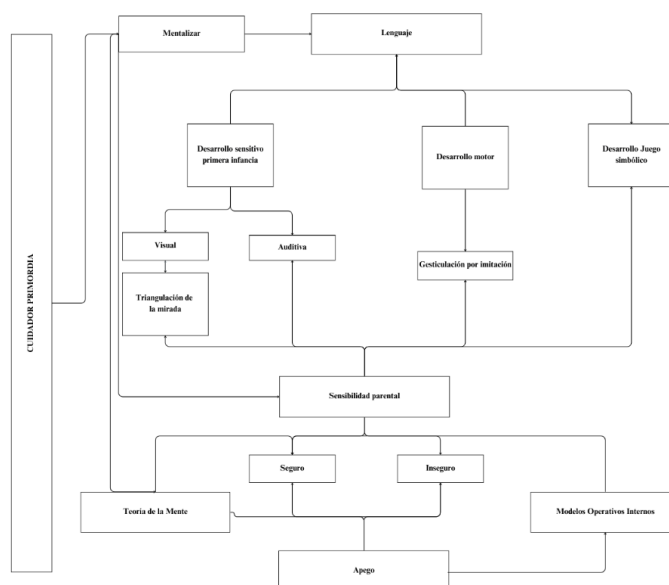 CUIDADOR PRIMORDIA
Mentalizar
Lenguaje
Desarrollo sensitivo
primera infancia
Desarrollo motor
Desarrollo Juego
simbólico
Visual
Auditiva
Gesticulación por imitación
Triangulación de
la mirada
Sensibilidad parental
Seguro
Inseguro
Teoría de la Mente
Modelos Operativos Internos
Apego